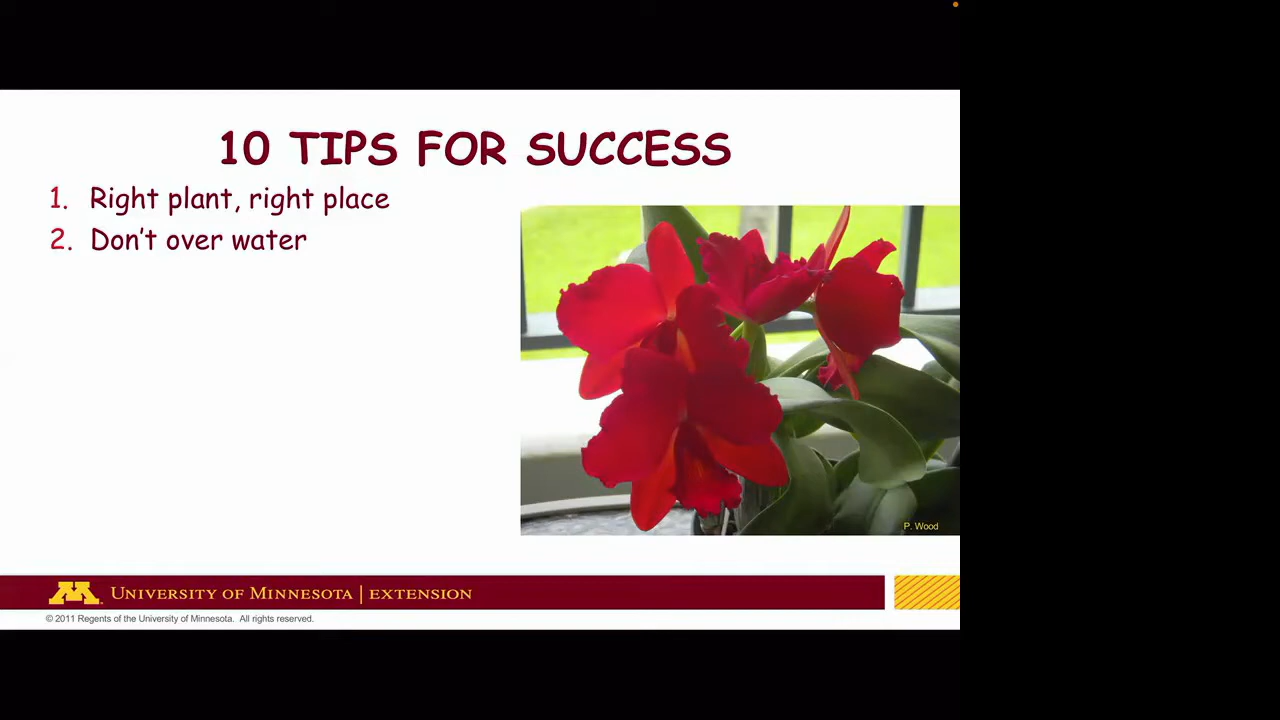 10 TIPS FOR SUCCESS
1. Right plant, right place
2. Don't over water
P. Wood
M
UNIVERSITY OF MINNESOTA | EXTENSION
© 2011 Regents of the University of Minnesota. All rights reserved.